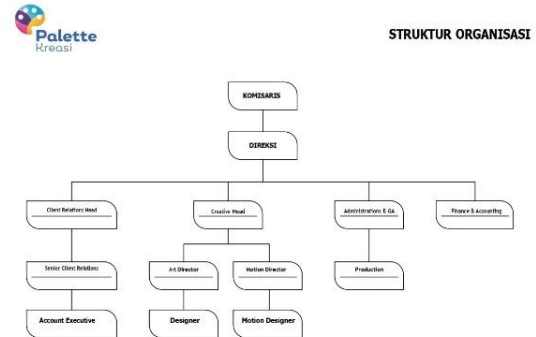 Palette
Kreasi
STRUKTUR ORGANISASI
KOMISARIS
DIREKSI
Client Relations Head
Creative Head
Administrations & GA
Finance & Accounting
Senior Client Relations
Art Director
Motion Director
Production
Account Executive
Designer
Motion Designer